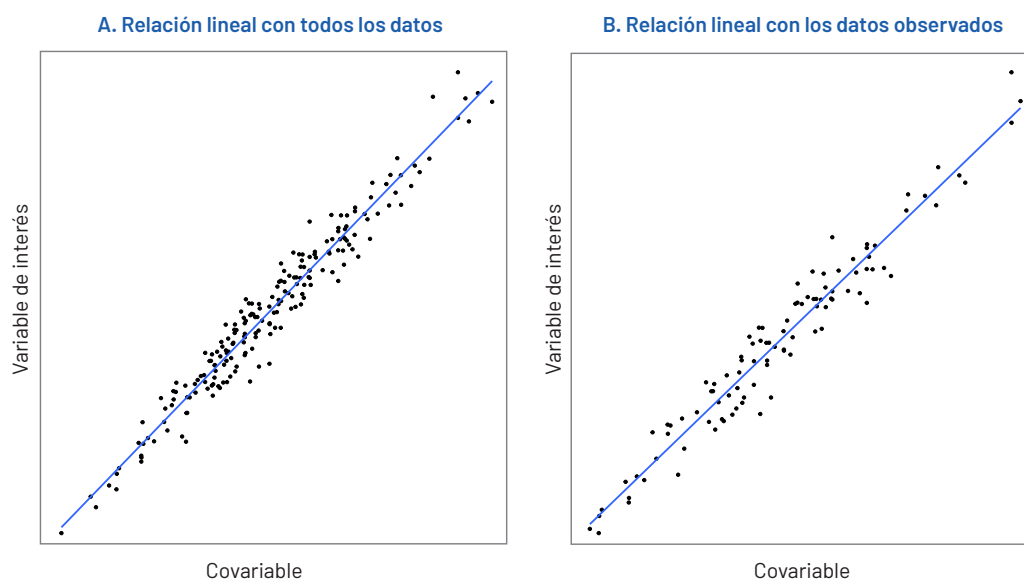 A. Relación lineal con todos los datos
Variable de interés
Covariable
B. Relación lineal con los datos observados
Variable de interés
Covariable